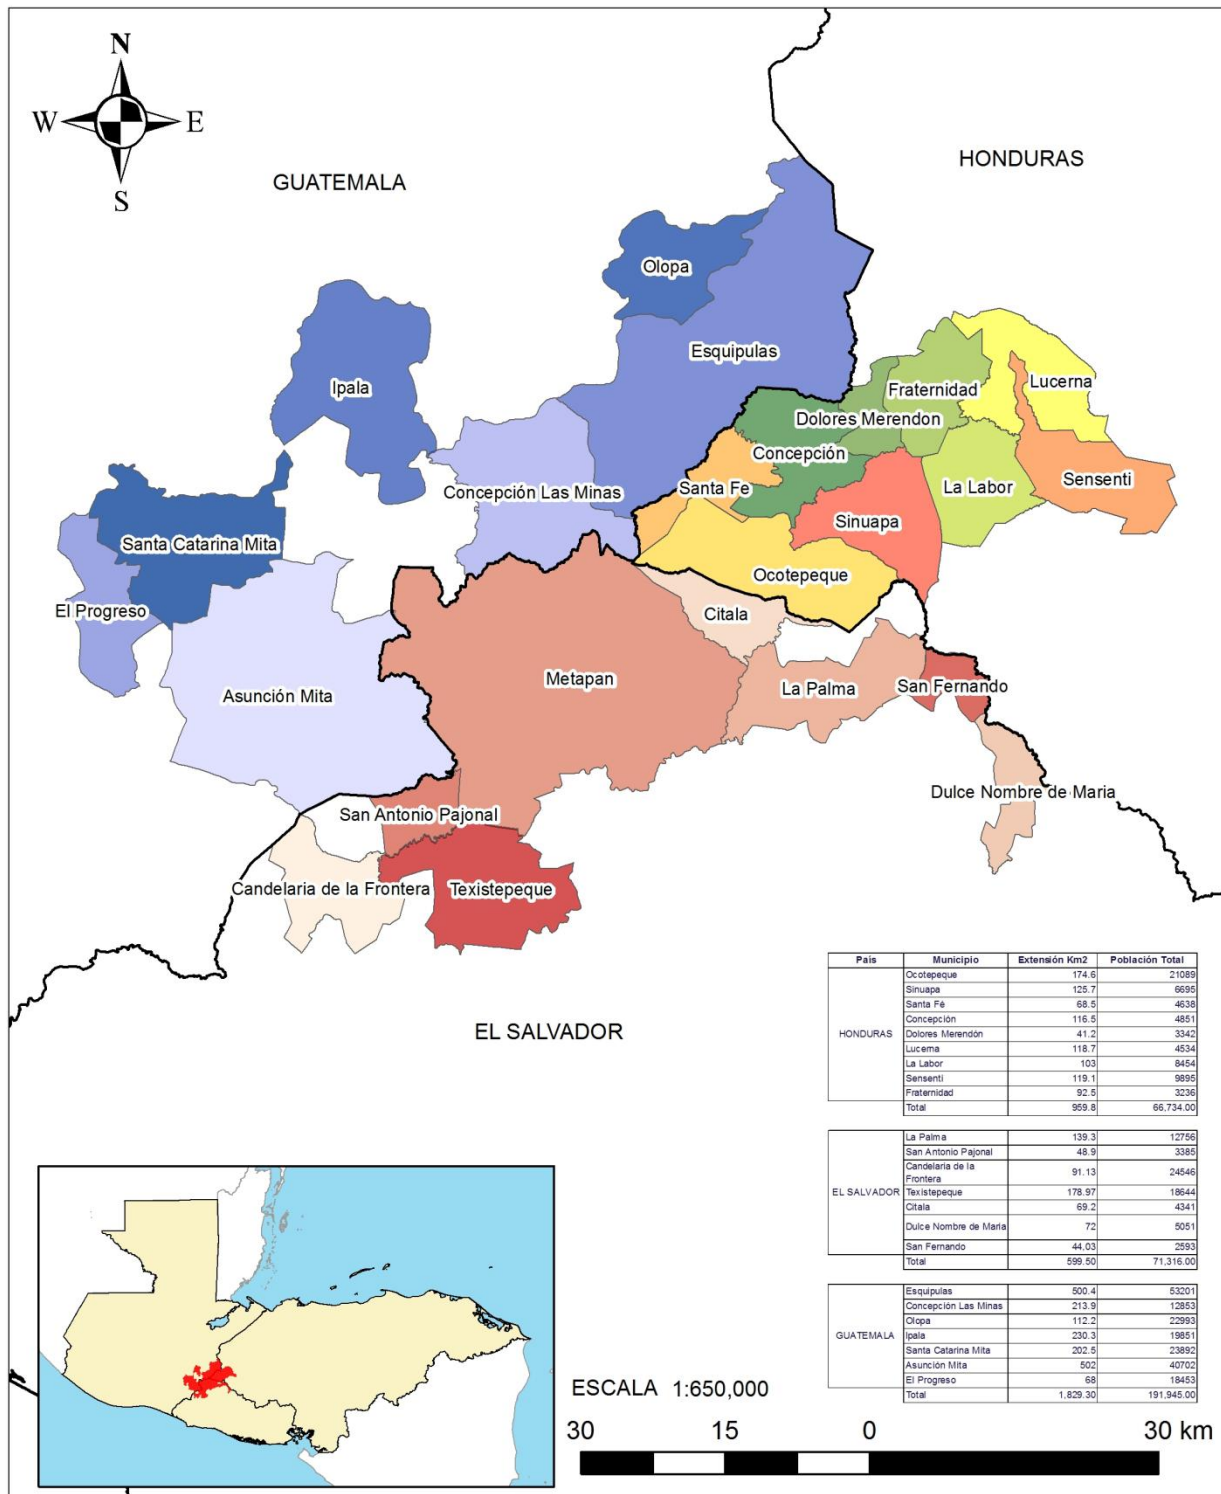 N
W E
S
GUATEMALA
HONDURAS
Olopa
Esquipulas
Ipala
Fraternidad
Lucerna
Dolores Merendon
Concepción
Concepción Las Minas
Santa Fe
La Labor
Sensenti
Sinuapa
Santa Catarina Mita
Ocotepeque
El Progreso
Citala
Asunción Mita
Metapan
La Palma
San Fernando
Dulce Nombre de Maria
San Antonio Pajonal
Candelaria de la Frontera
Texistepeque
EL SALVADOR
País Municipio Extensión Km2 Población Total
HONDURAS
Ocotepeque 174.6 21089
Sinuapa 125.7 6695
Santa Fé 68.5 4638
Concepción 116.5 4851
Dolores Merendón 41.2 3342
Lucerna 118.7 4534
La Labor 103 8454
Sensenti 119.1 9895
Fraternidad 92.5 3236
Total 959.8 66,734.00
EL SALVADOR
La Palma 139.3 12756
San Antonio Pajonal 48.9 3385
Candelaria de la
Frontera 91.13 24546
Texistepeque 178.97 18644
Citala 69.2 4341
Dulce Nombre de Maria 72 5051
San Fernando 44.03 2593
Total 599.50 71,316.00
GUATEMALA
Esquipulas 500.4 53201
Concepción Las Minas 213.9 12853
Olopa 112.2 22993
Ipala 230.3 19851
Santa Catarina Mita 202.5 23892
Asunción Mita 502 40702
El Progreso 68 18453
Total 1,829.30 191,945.00
ESCALA 1:650,000
30 15 0 30 km